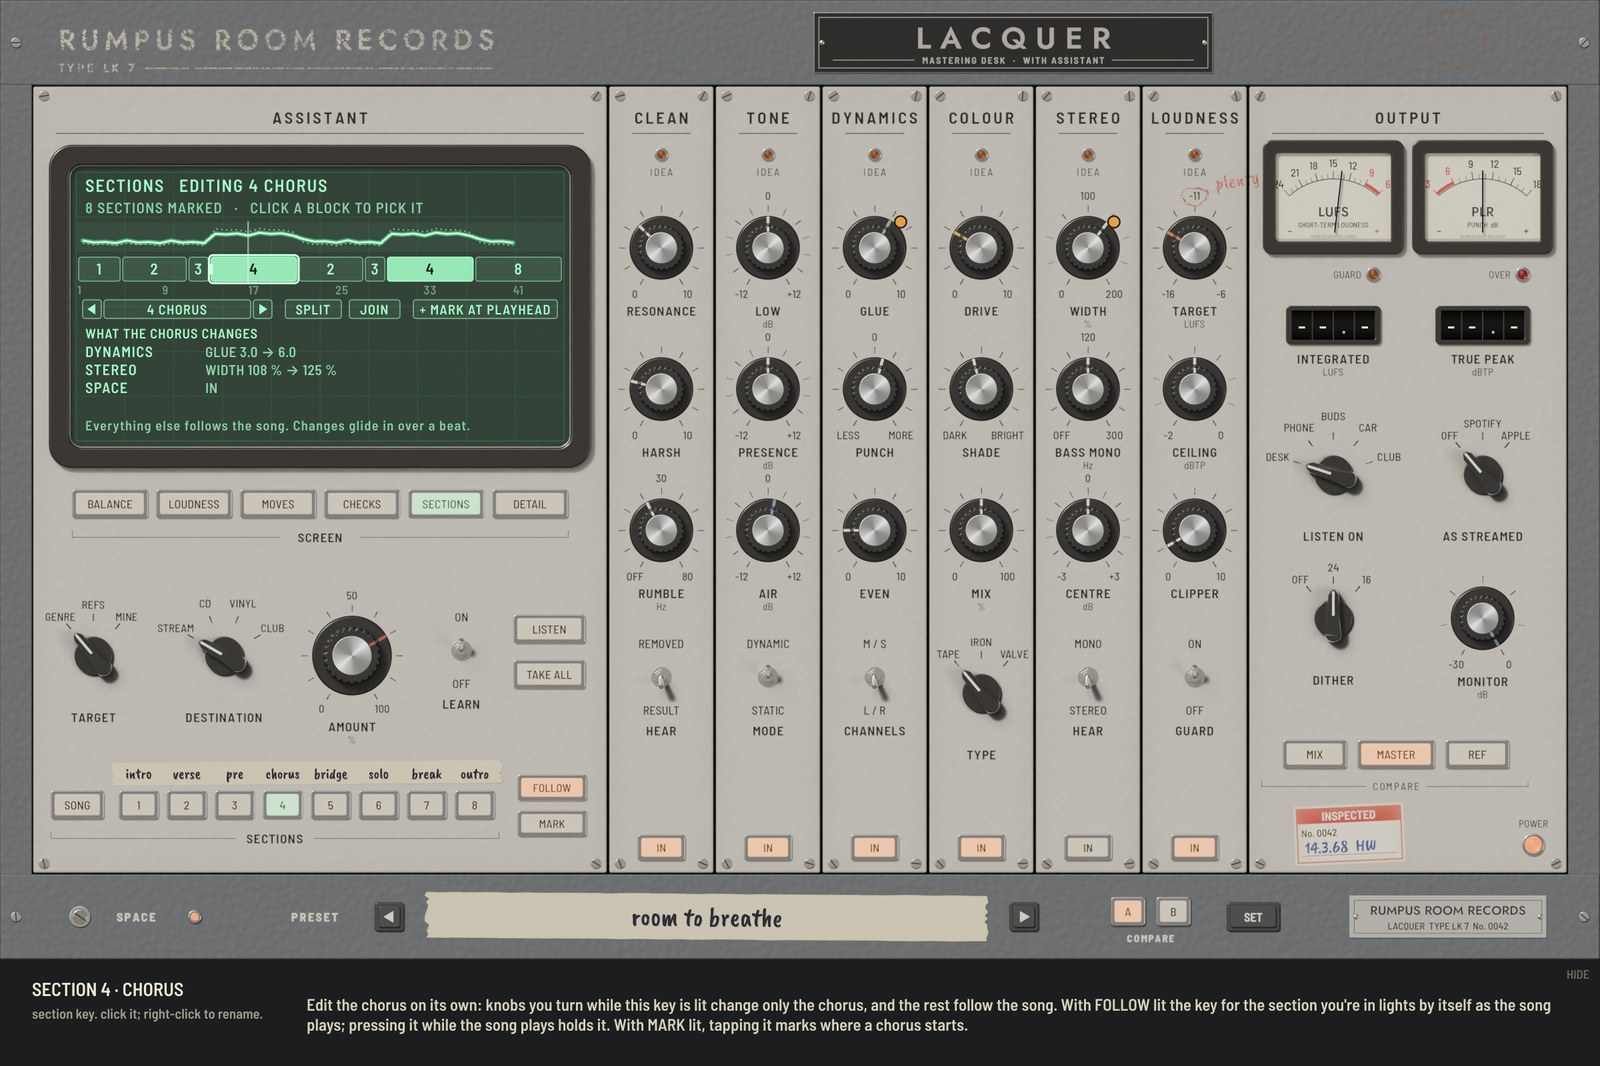 RUMPUS ROOM RECORDS
TYPE LK 7
LACQUER
MASTERING DESK · WITH ASSISTANT
ASSISTANT
SECTIONS EDITING 4 CHORUS
8 SECTIONS MARKED · CLICK A BLOCK TO PICK IT
1 2 3 4 2 3 4 8
1 9 17 25 33 41
◀ 4 CHORUS ▶ SPLIT JOIN + MARK AT PLAYHEAD
WHAT THE CHORUS CHANGES
DYNAMICS GLUE 3.0 → 6.0
STEREO WIDTH 108 % → 125 %
SPACE IN
Everything else follows the song. Changes glide in over a beat.
BALANCE LOUDNESS MOVES CHECKS SECTIONS DETAIL
SCREEN
GENRE REFS MINE
TARGET
STREAM CD VINYL CLUB
DESTINATION
50
0 100
AMOUNT
%
ON
OFF
LEARN
LISTEN
TAKE ALL
intro verse pre chorus bridge solo break outro
SONG 1 2 3 4 5 6 7 8
SECTIONS
FOLLOW
MARK
CLEAN
IDEA
0 10
RESONANCE
0 10
HARSH
30
OFF 80
RUMBLE
Hz
REMOVED
RESULT
HEAR
IN
TONE
IDEA
0
-12 +12
LOW
dB
0
-12 +12
PRESENCE
dB
0
-12 +12
AIR
dB
DYNAMIC
STATIC
MODE
IN
DYNAMICS
IDEA
0 10
GLUE
0
LESS MORE
PUNCH
0 10
EVEN
M / S
L / R
CHANNELS
IN
COLOUR
IDEA
0 10
DRIVE
DARK BRIGHT
SHADE
0 100
MIX
%
TAPE IRON VALVE
TYPE
IN
STEREO
IDEA
100
0 200
WIDTH
%
120
OFF 300
BASS MONO
Hz
0
-3 +3
CENTRE
dB
MONO
STEREO
HEAR
IN
LOUDNESS
IDEA
-11 plenty
-16 -6
TARGET
LUFS
-2 0
CEILING
dBTP
0 10
CLIPPER
ON
OFF
GUARD
IN
OUTPUT
24 21 18 15 12 9 6
LUFS
SHORT-TERM LOUDNESS
- +
3 6 9 12 15 18
PLR
PUNCH dB
- +
GUARD
OVER
- - . -
INTEGRATED
LUFS
- - . -
TRUE PEAK
dBTP
DESK PHONE BUDS CAR CLUB
LISTEN ON
OFF SPOTIFY APPLE
AS STREAMED
OFF 24 16
DITHER
-30 0
MONITOR
dB
MIX MASTER REF
COMPARE
INSPECTED
No. 0042
14.3.68 HW
POWER
SPACE
PRESET
◀ room to breathe ▶
A B
COMPARE
SET
RUMPUS ROOM RECORDS
LACQUER TYPE LK 7 No. 0042
HIDE
SECTION 4 · CHORUS
section key. click it; right-click to rename.
Edit the chorus on its own: knobs you turn while this key is lit change only the chorus, and the rest follow the song. With FOLLOW lit the key for the section you're in lights by itself as the song
plays; pressing it while the song plays holds it. With MARK lit, tapping it marks where a chorus starts.